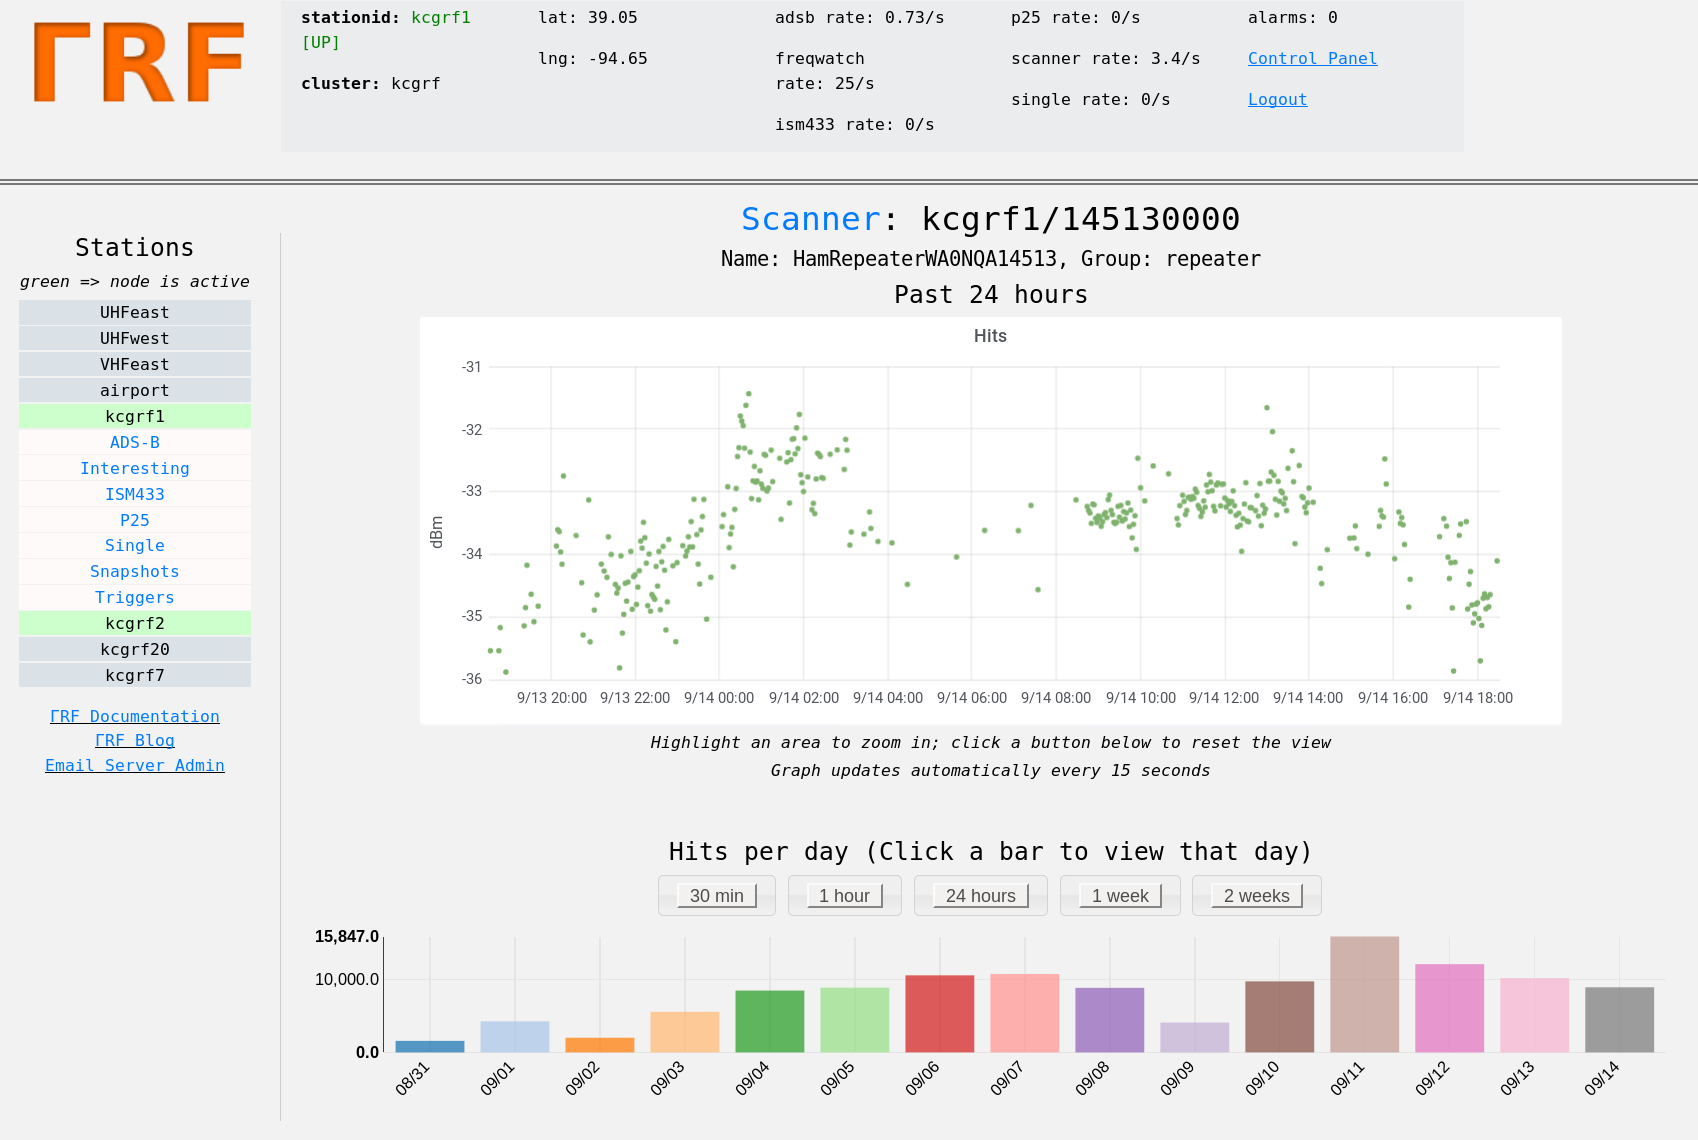 ΓRF
stationid: kcgrf1
[UP]
cluster: kcgrf
lat: 39.05
lng: -94.65
adsb rate: 0.73/s
freqwatch
rate: 25/s
ism433 rate: 0/s
p25 rate: 0/s
scanner rate: 3.4/s
single rate: 0/s
alarms: 0
Control Panel
Logout
Stations
green => node is active
UHFeast
UHFwest
VHFeast
airport
kcgrf1
ADS-B
Interesting
ISM433
P25
Single
Snapshots
Triggers
kcgrf2
kcgrf20
kcgrf7
ΓRF Documentation
ΓRF Blog
Email Server Admin
Scanner: kcgrf1/145130000
Name: HamRepeaterWA0NQA14513, Group: repeater
Past 24 hours
Hits
dBm
-31
-32
-33
-34
-35
-36
9/13 20:00 9/13 22:00 9/14 00:00 9/14 02:00 9/14 04:00 9/14 06:00 9/14 08:00 9/14 10:00 9/14 12:00 9/14 14:00 9/14 16:00 9/14 18:00
Highlight an area to zoom in; click a button below to reset the view
Graph updates automatically every 15 seconds
Hits per day (Click a bar to view that day)
30 min 1 hour 24 hours 1 week 2 weeks
15,847.0
10,000.0
0.0
08/31 09/01 09/02 09/03 09/04 09/05 09/06 09/07 09/08 09/09 09/10 09/11 09/12 09/13 09/14